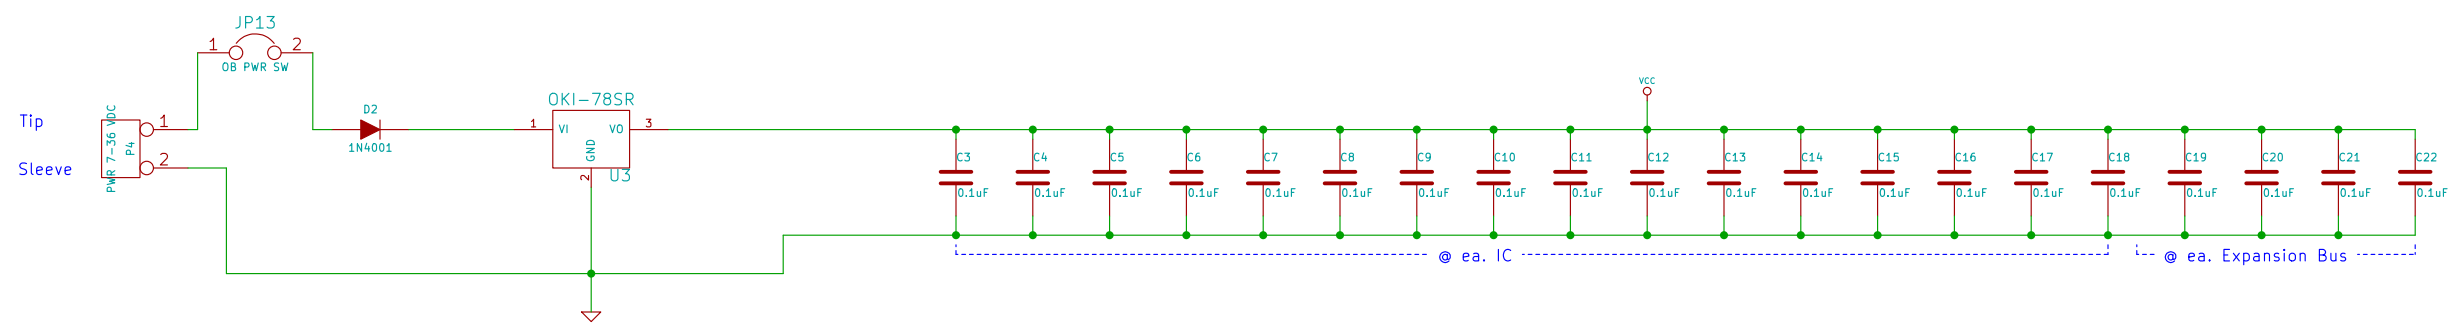 JP13
1 2
OB PWR SW
VCC
Tip
Sleeve
PWR 7-36 VDC
P4
1
2
D2
1N4001
OKI-78SR
1 VI VO 3
GND
2
U3
C3 C4 C5 C6 C7 C8 C9 C10 C11 C12 C13 C14 C15 C16 C17 C18 C19 C20 C21 C22
0.1uF 0.1uF 0.1uF 0.1uF 0.1uF 0.1uF 0.1uF 0.1uF 0.1uF 0.1uF 0.1uF 0.1uF 0.1uF 0.1uF 0.1uF 0.1uF 0.1uF 0.1uF 0.1uF 0.1uF
@ ea. IC
@ ea. Expansion Bus